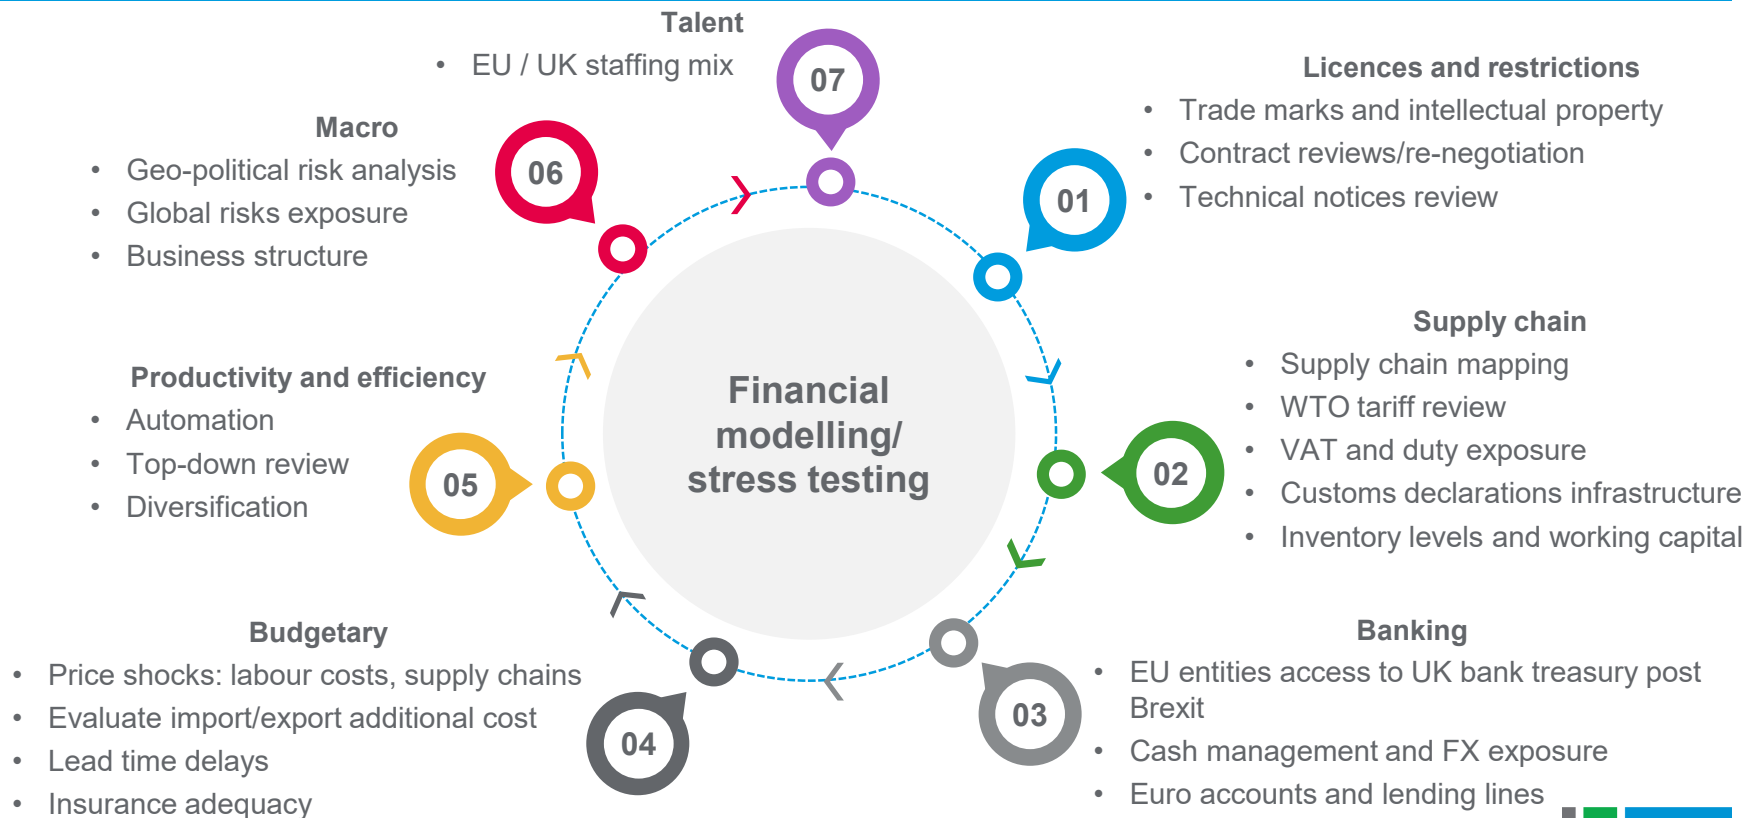 Talent
• EU / UK staffing mix
07
Licences and restrictions
• Trade marks and intellectual property
• Contract reviews/re-negotiation
• Technical notices review
01
Macro
• Geo-political risk analysis
• Global risks exposure
• Business structure
06
Supply chain
• Supply chain mapping
• WTO tariff review
• VAT and duty exposure
• Customs declarations infrastructure
• Inventory levels and working capital
02
Productivity and efficiency
• Automation
• Top-down review
• Diversification
05
Financial
modelling/
stress testing
Budgetary
• Price shocks: labour costs, supply chains
• Evaluate import/export additional cost
• Lead time delays
• Insurance adequacy
04
Banking
• EU entities access to UK bank treasury post
Brexit
• Cash management and FX exposure
• Euro accounts and lending lines
03